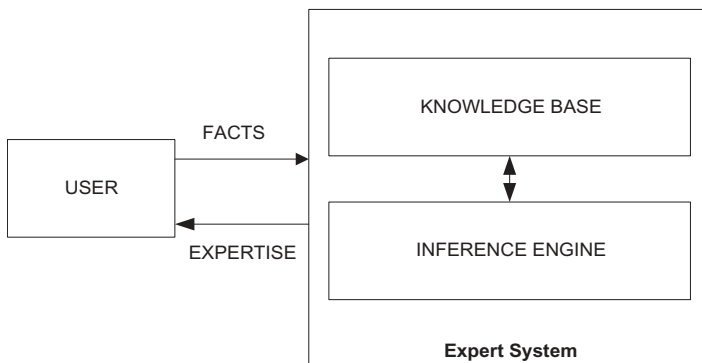 KNOWLEDGE BASE
FACTS
USER
EXPERTISE
INFERENCE ENGINE
Expert System